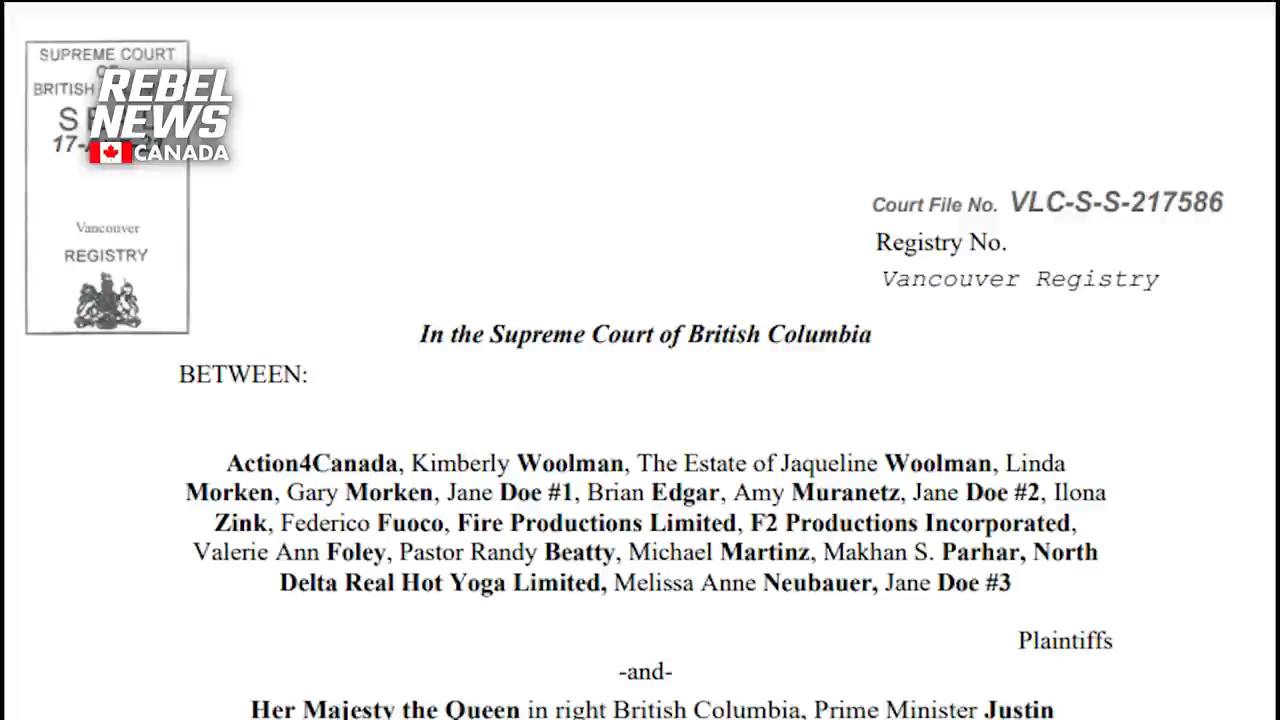 SUPREME COURT
BRITISH
REBEL
NEWS
CANADA
17-
Vancouver
REGISTRY
Court File No. VLC-S-S-217586
Registry No.
Vancouver Registry
In the Supreme Court of British Columbia
BETWEEN:
Action4Canada, Kimberly Woolman, The Estate of Jaqueline Woolman, Linda
Morken, Gary Morken, Jane Doe #1, Brian Edgar, Amy Muranetz, Jane Doe #2, Ilona
Zink, Federico Fuoco, Fire Productions Limited, F2 Productions Incorporated,
Valerie Ann Foley, Pastor Randy Beatty, Michael Martinz, Makhan S. Parhar, North
Delta Real Hot Yoga Limited, Melissa Anne Neubauer, Jane Doe #3
Plaintiffs
-and-
Her Majesty the Queen in right British Columbia, Prime Minister Justin